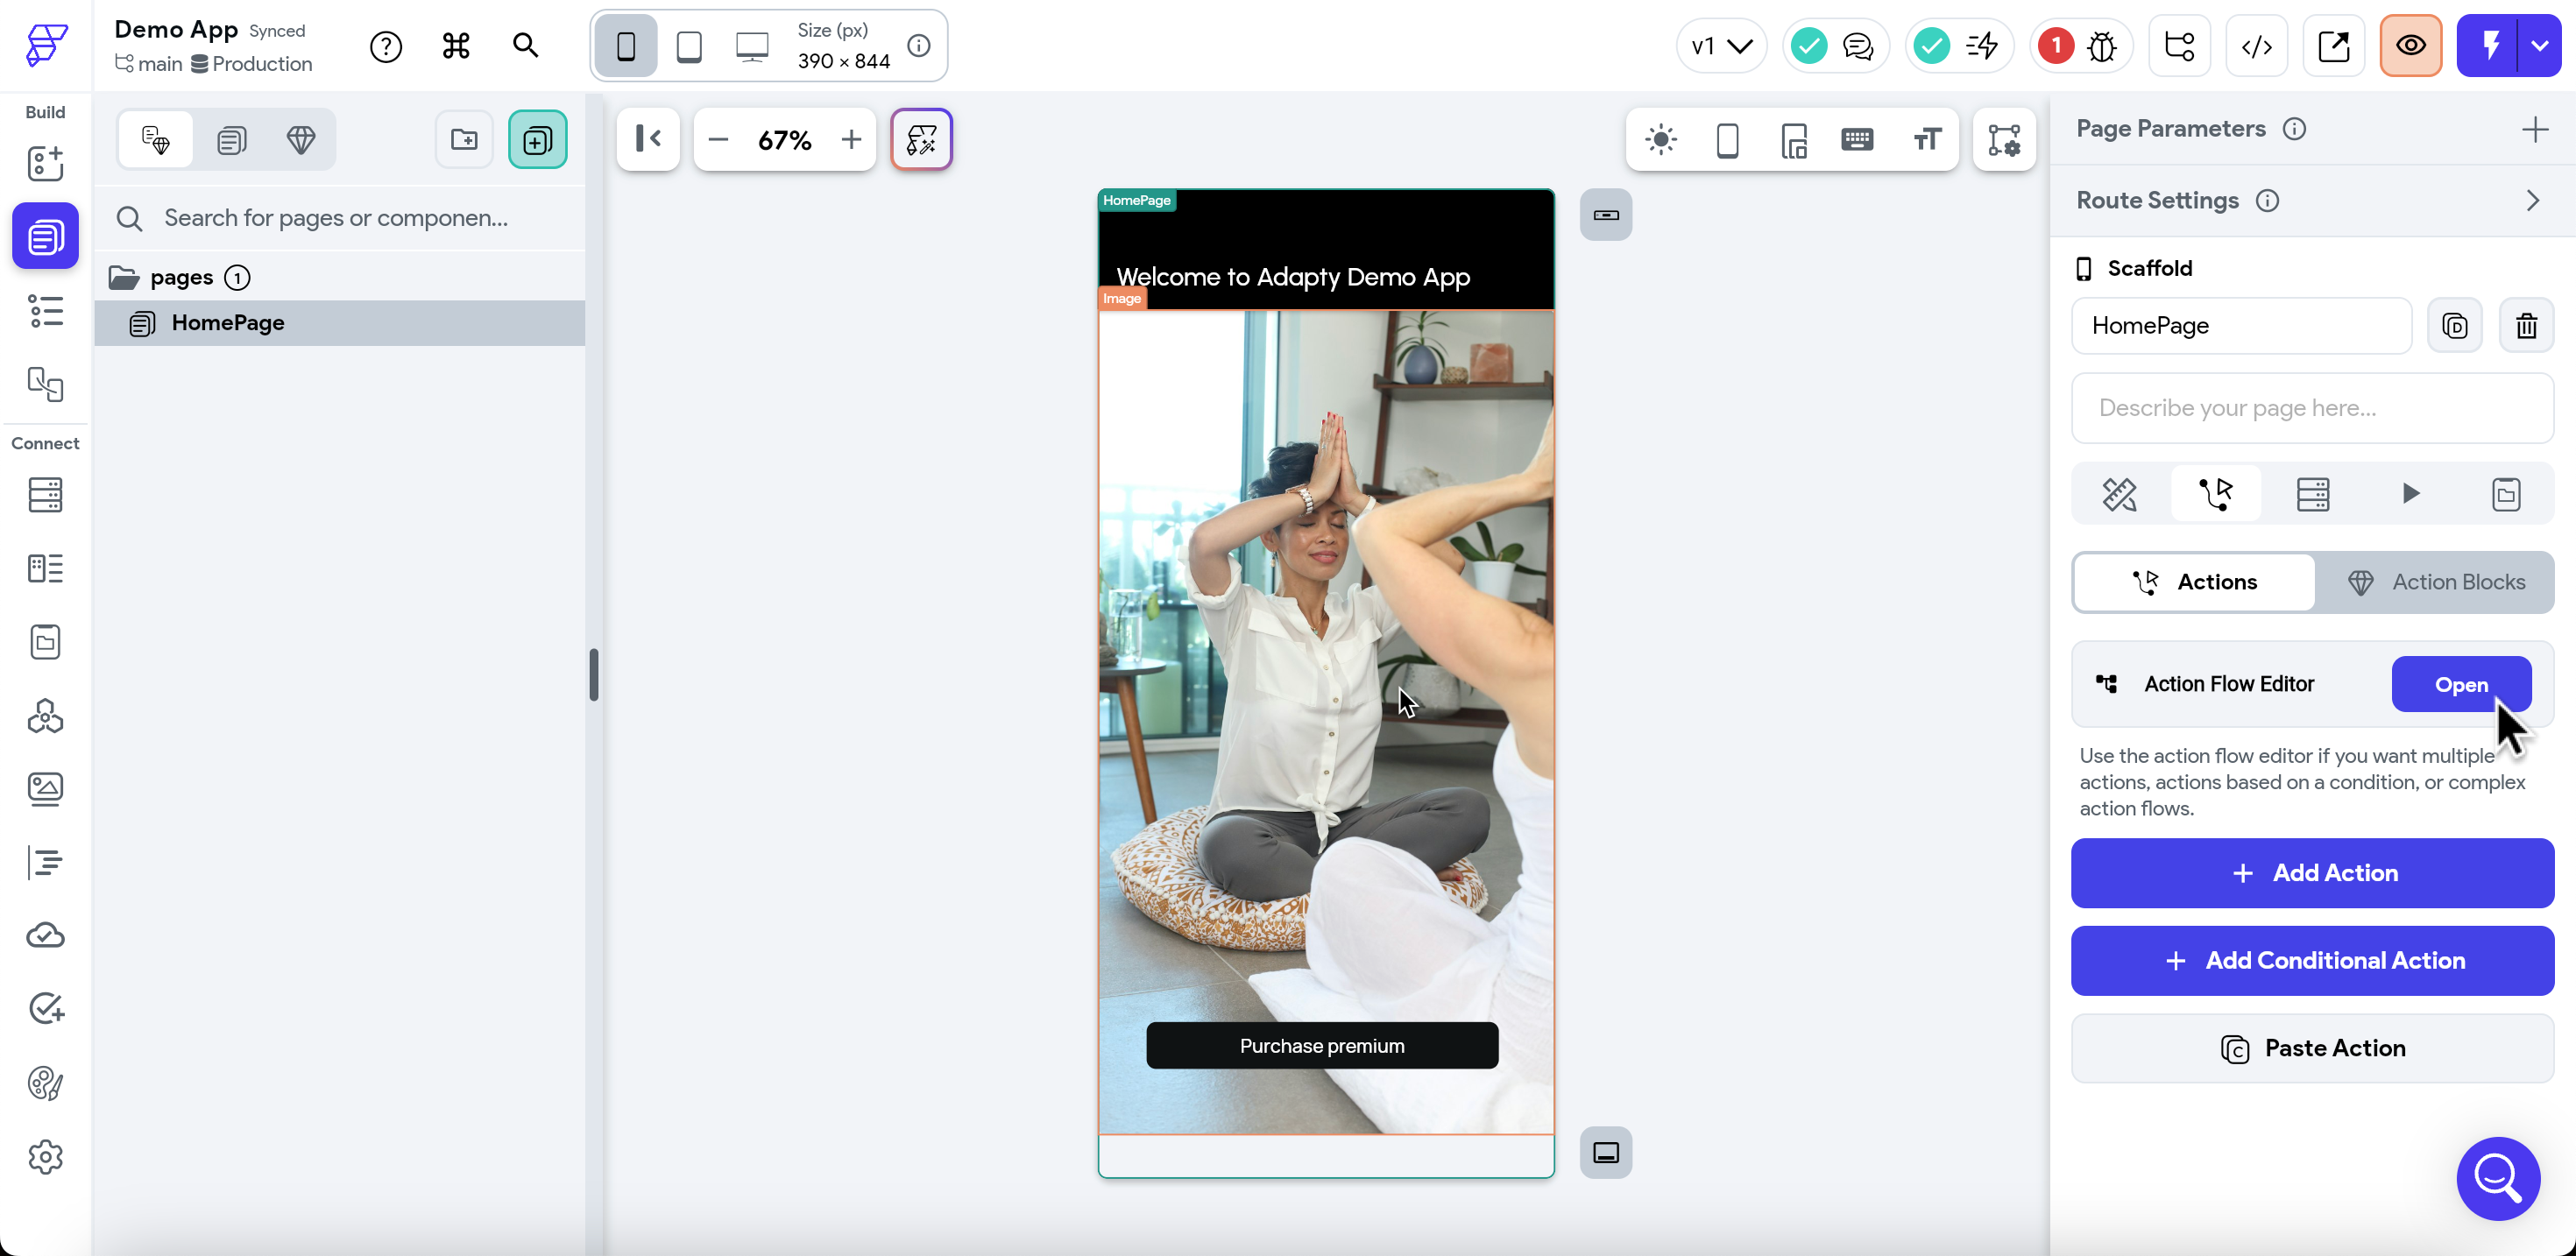 Demo App Synced
main Production
Size (px)
390 × 844
v1
1
Build
Connect
67%
Search for pages or componen...
pages 1
HomePage
HomePage
Welcome to Adapty Demo App
Image
Purchase premium
Page Parameters
Route Settings
Scaffold
HomePage
Describe your page here...
Actions
Action Blocks
Action Flow Editor
Open
Use the action flow editor if you want multiple
actions, actions based on a condition, or complex
action flows.
Add Action
Add Conditional Action
Paste Action